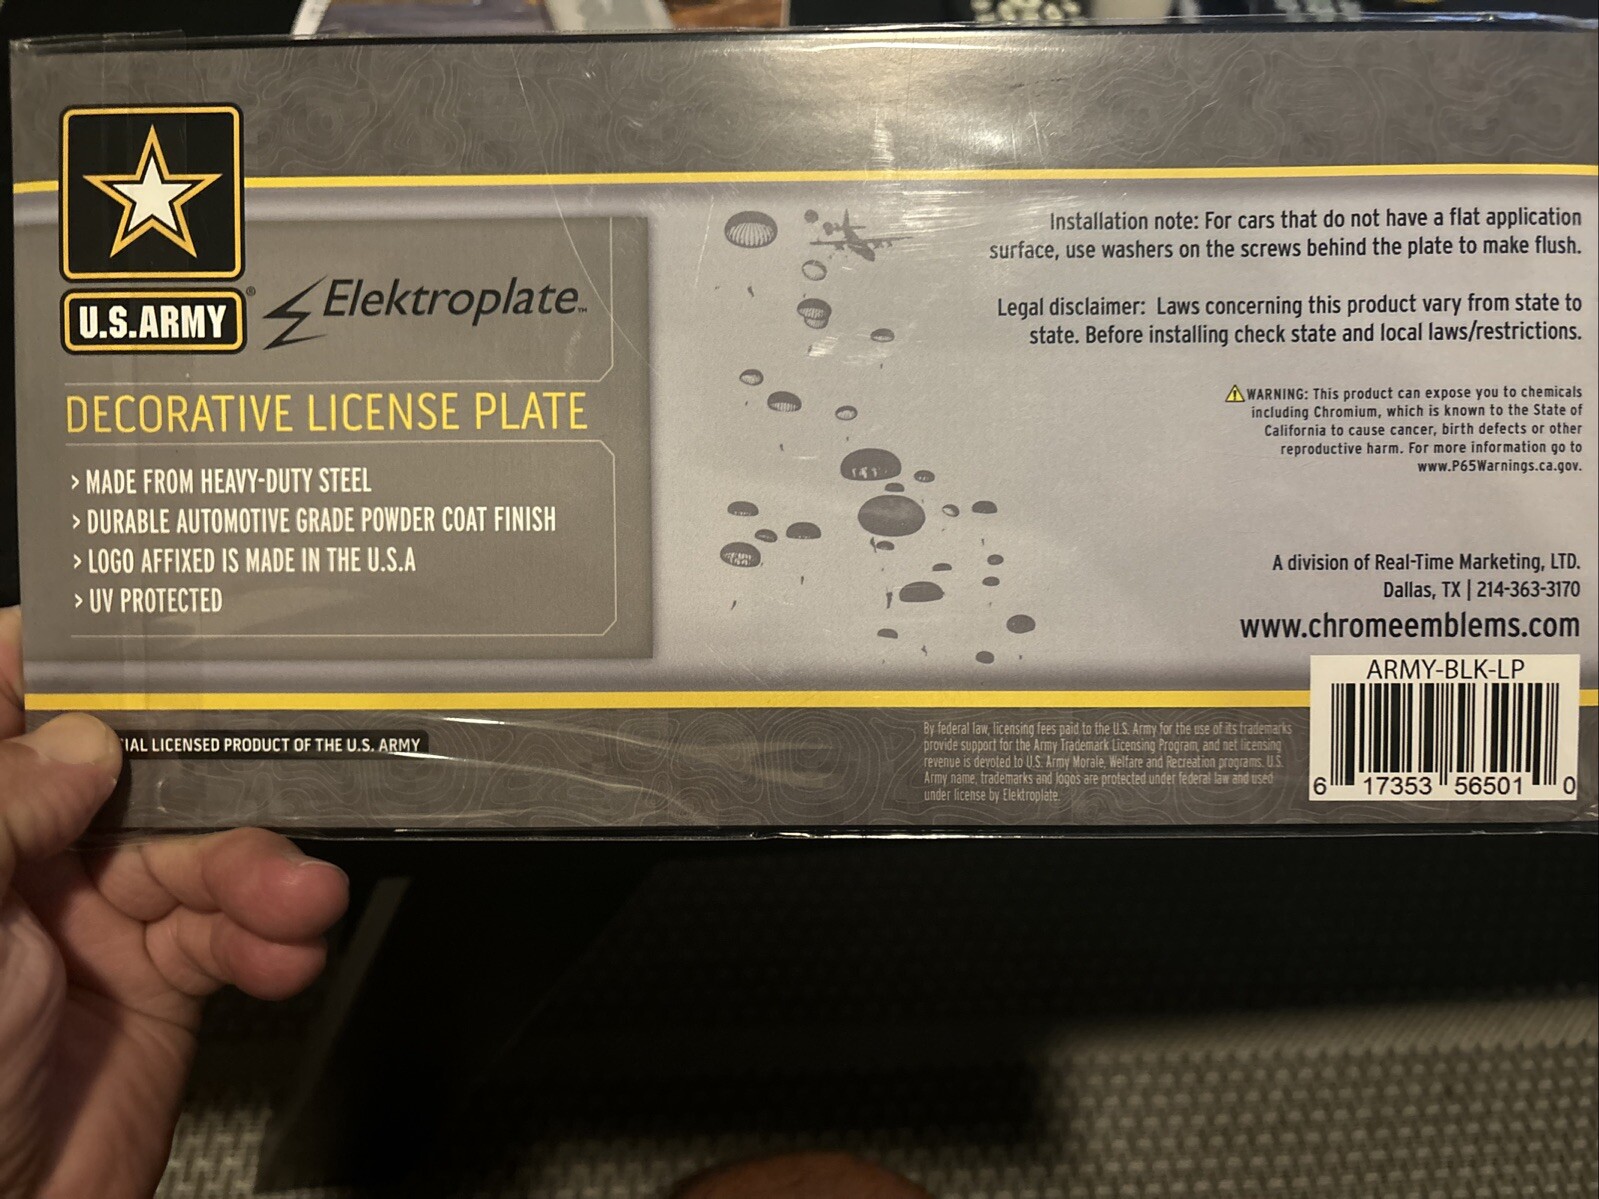 U.S.ARMY®
Elektroplate™
DECORATIVE LICENSE PLATE
> MADE FROM HEAVY-DUTY STEEL
> DURABLE AUTOMOTIVE GRADE POWDER COAT FINISH
> LOGO AFFIXED IS MADE IN THE U.S.A
> UV PROTECTED
IAL LICENSED PRODUCT OF THE U.S. ARMY
Installation note: For cars that do not have a flat application
surface, use washers on the screws behind the plate to make flush.
Legal disclaimer: Laws concerning this product vary from state to
state. Before installing check state and local laws/restrictions.
WARNING: This product can expose you to chemicals
including Chromium, which is known to the State of
California to cause cancer, birth defects or other
reproductive harm. For more information go to
www.P65Warnings.ca.gov.
A division of Real-Time Marketing, LTD.
Dallas, TX | 214-363-3170
www.chromeemblems.com
By federal law, licensing fees paid to the U.S. Army for the use of its trademarks
provide support for the Army Trademark Licensing Program, and net licensing
revenue is devoted to U.S. Army Morale, Welfare and Recreation programs. U.S.
Army name, trademarks and logos are protected under federal law and used
under license by Elektroplate.
ARMY-BLK-LP
6 17353 56501 0